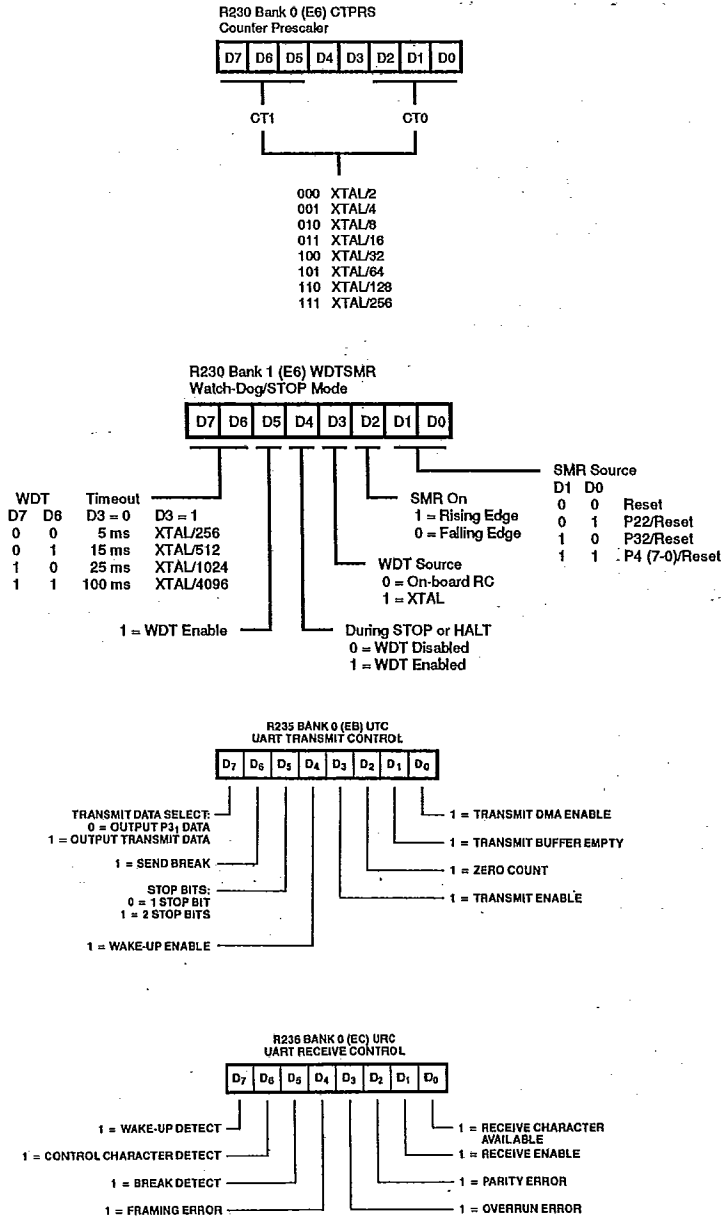 R230 Bank 0 (E6) CTPRS
Counter Prescaler
D7 D6 D5 D4 D3 D2 D1 D0
CT1 CT0
000 XTAL/2
001 XTAL/4
010 XTAL/8
011 XTAL/16
100 XTAL/32
101 XTAL/64
110 XTAL/128
111 XTAL/256
R230 Bank 1 (E6) WDTSMR
Watch-Dog/STOP Mode
D7 D6 D5 D4 D3 D2 D1 D0
WDT Timeout
D7 D6 D3 = 0 D3 = 1
0 0 5 ms XTAL/256
0 1 15 ms XTAL/512
1 0 25 ms XTAL/1024
1 1 100 ms XTAL/4096
SMR Source
D1 D0
0 0 Reset
0 1 P22/Reset
1 0 P32/Reset
1 1 P4 (7-0)/Reset
SMR On
1 = Rising Edge
0 = Falling Edge
WDT Source
0 = On-board RC
1 = XTAL
1 = WDT Enable
During STOP or HALT
0 = WDT Disabled
1 = WDT Enabled
R235 BANK 0 (EB) UTC
UART TRANSMIT CONTROL
D7 D6 D5 D4 D3 D2 D1 D0
TRANSMIT DATA SELECT:
0 = OUTPUT P31 DATA
1 = OUTPUT TRANSMIT DATA
1 = SEND BREAK
STOP BITS:
0 = 1 STOP BIT
1 = 2 STOP BITS
1 = WAKE-UP ENABLE
1 = TRANSMIT DMA ENABLE
1 = TRANSMIT BUFFER EMPTY
1 = ZERO COUNT
1 = TRANSMIT ENABLE
R236 BANK 0 (EC) URC
UART RECEIVE CONTROL
D7 D6 D5 D4 D3 D2 D1 D0
1 = WAKE-UP DETECT
1 = CONTROL CHARACTER DETECT
1 = BREAK DETECT
1 = FRAMING ERROR
1 = RECEIVE CHARACTER
AVAILABLE
1 = RECEIVE ENABLE
1 = PARITY ERROR
1 = OVERRUN ERROR